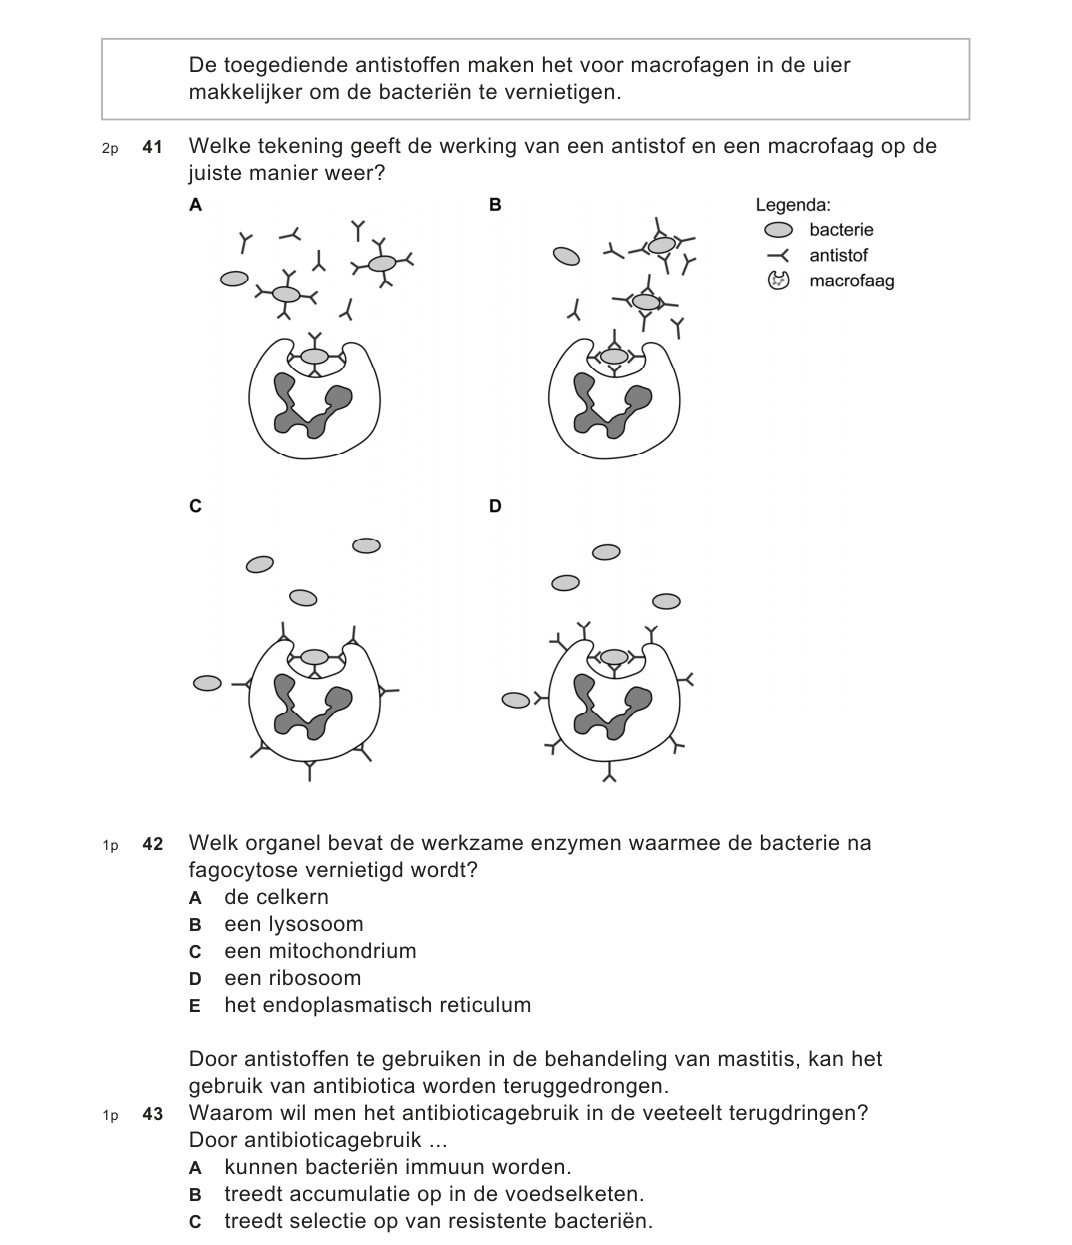 De toegediende antistoffen maken het voor macrofagen in de uier
makkelijker om de bacteriën te vernietigen.
2p 41 Welke tekening geeft de werking van een antistof en een macrofaag op de
juiste manier weer?
A B Legenda:
bacterie
antistof
macrofaag
C D
1p 42 Welk organel bevat de werkzame enzymen waarmee de bacterie na
fagocytose vernietigd wordt?
A de celkern
B een lysosoom
C een mitochondrium
D een ribosoom
E het endoplasmatisch reticulum
Door antistoffen te gebruiken in de behandeling van mastitis, kan het
gebruik van antibiotica worden teruggedrongen.
1p 43 Waarom wil men het antibioticagebruik in de veeteelt terugdringen?
Door antibioticagebruik ...
A kunnen bacteriën immuun worden.
B treedt accumulatie op in de voedselketen.
C treedt selectie op van resistente bacteriën.